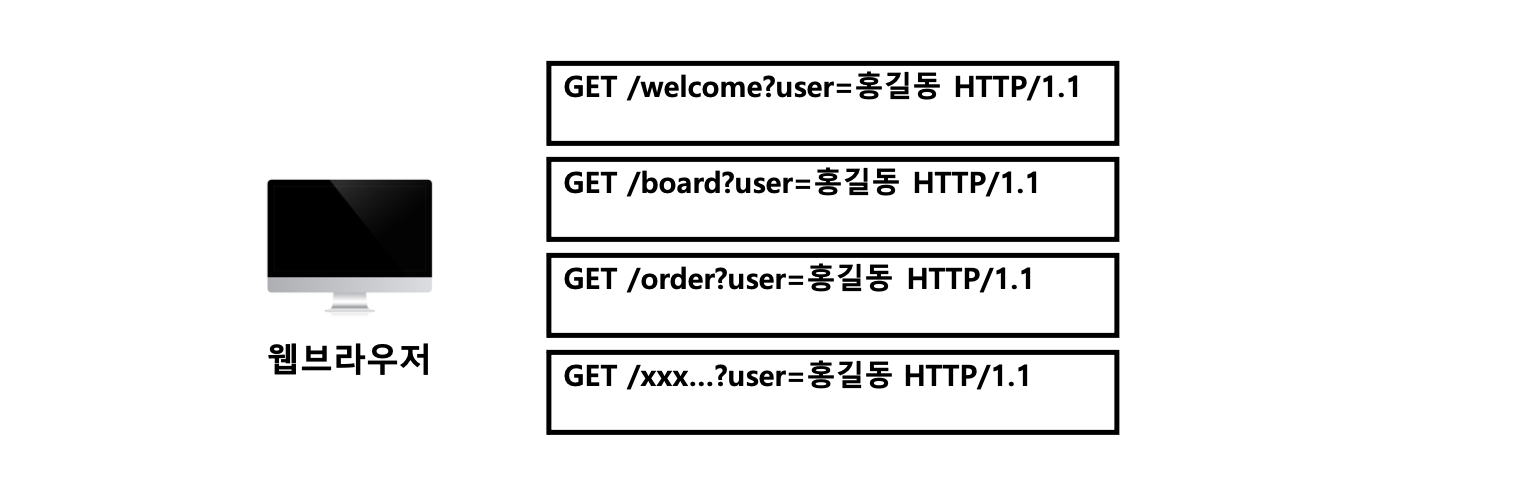 GET /welcome?user=홍길동 HTTP/1.1
GET /board?user=홍길동 HTTP/1.1
GET /order?user=홍길동 HTTP/1.1
GET /xxx...?user=홍길동 HTTP/1.1
웹브라우저